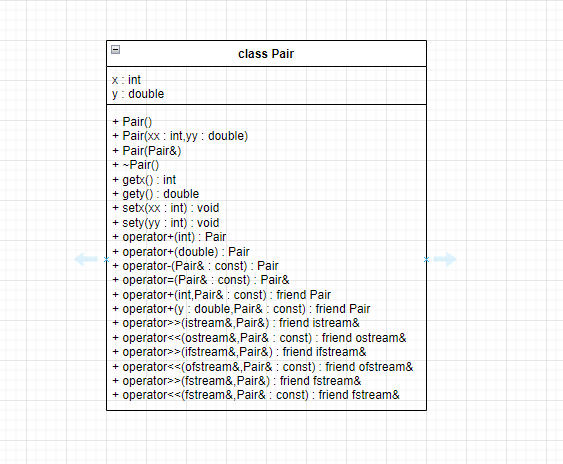 class Pair
x : int
y : double
+ Pair()
+ Pair(xx : int,yy : double)
+ Pair(Pair&)
+ ~Pair()
+ getx() : int
+ gety() : double
+ setx(xx : int) : void
+ sety(yy : int) : void
+ operator+(int) : Pair
+ operator+(double) : Pair
+ operator-(Pair& : const) : Pair
+ operator=(Pair& : const) : Pair&
+ operator+(int,Pair& : const) : friend Pair
+ operator+(y : double,Pair& : const) : friend Pair
+ operator>>(istream&,Pair&) : friend istream&
+ operator<<(ostream&,Pair& : const) : friend ostream&
+ operator>>(ifstream&,Pair&) : friend ifstream&
+ operator<<(ofstream&,Pair& : const) : friend ofstream&
+ operator>>(fstream&,Pair&) : friend fstream&
+ operator<<(fstream&,Pair& : const) : friend fstream&